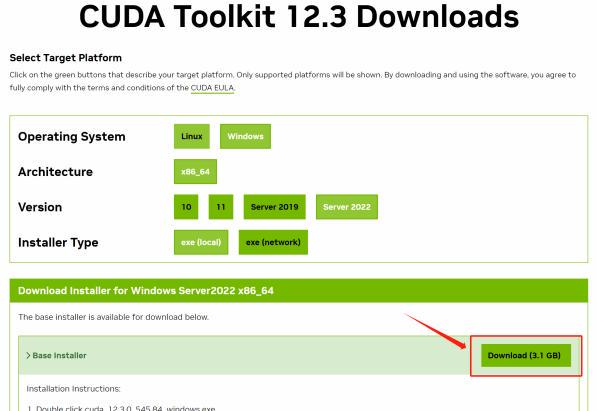 CUDA Toolkit 12.3 Downloads
Select Target Platform
Click on the green buttons that describe your target platform. Only supported platforms will be shown. By downloading and using the software, you agree to
fully comply with the terms and conditions of the CUDA EULA.
Operating System Linux Windows
Architecture x86_64
Version 10 11 Server 2019 Server 2022
Installer Type exe (local) exe (network)
Download Installer for Windows Server2022 x86_64
The base installer is available for download below.
> Base Installer Download (3.1 GB)
Installation Instructions:
1. Double click cuda_12.3.0_545.84_windows.exe